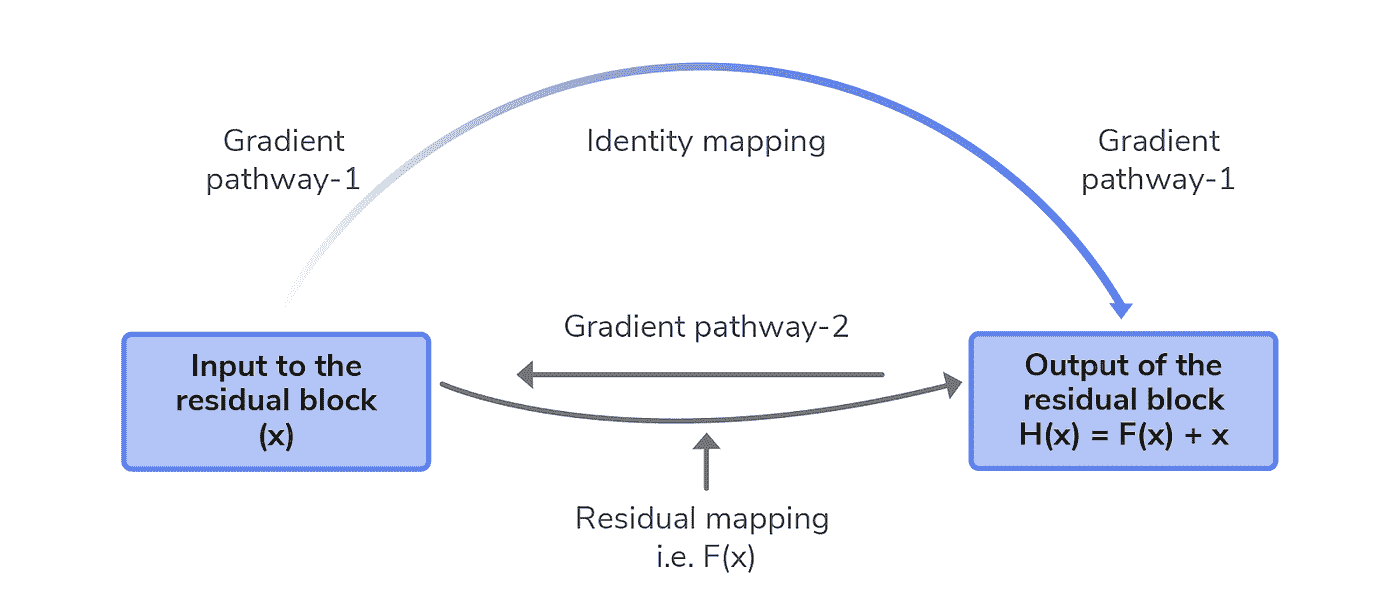 Gradient
pathway-1
Identity mapping
Gradient
pathway-1
Gradient pathway-2
Input to the
residual block
(x)
Output of the
residual block
H(x) = F(x) + x
Residual mapping
i.e. F(x)